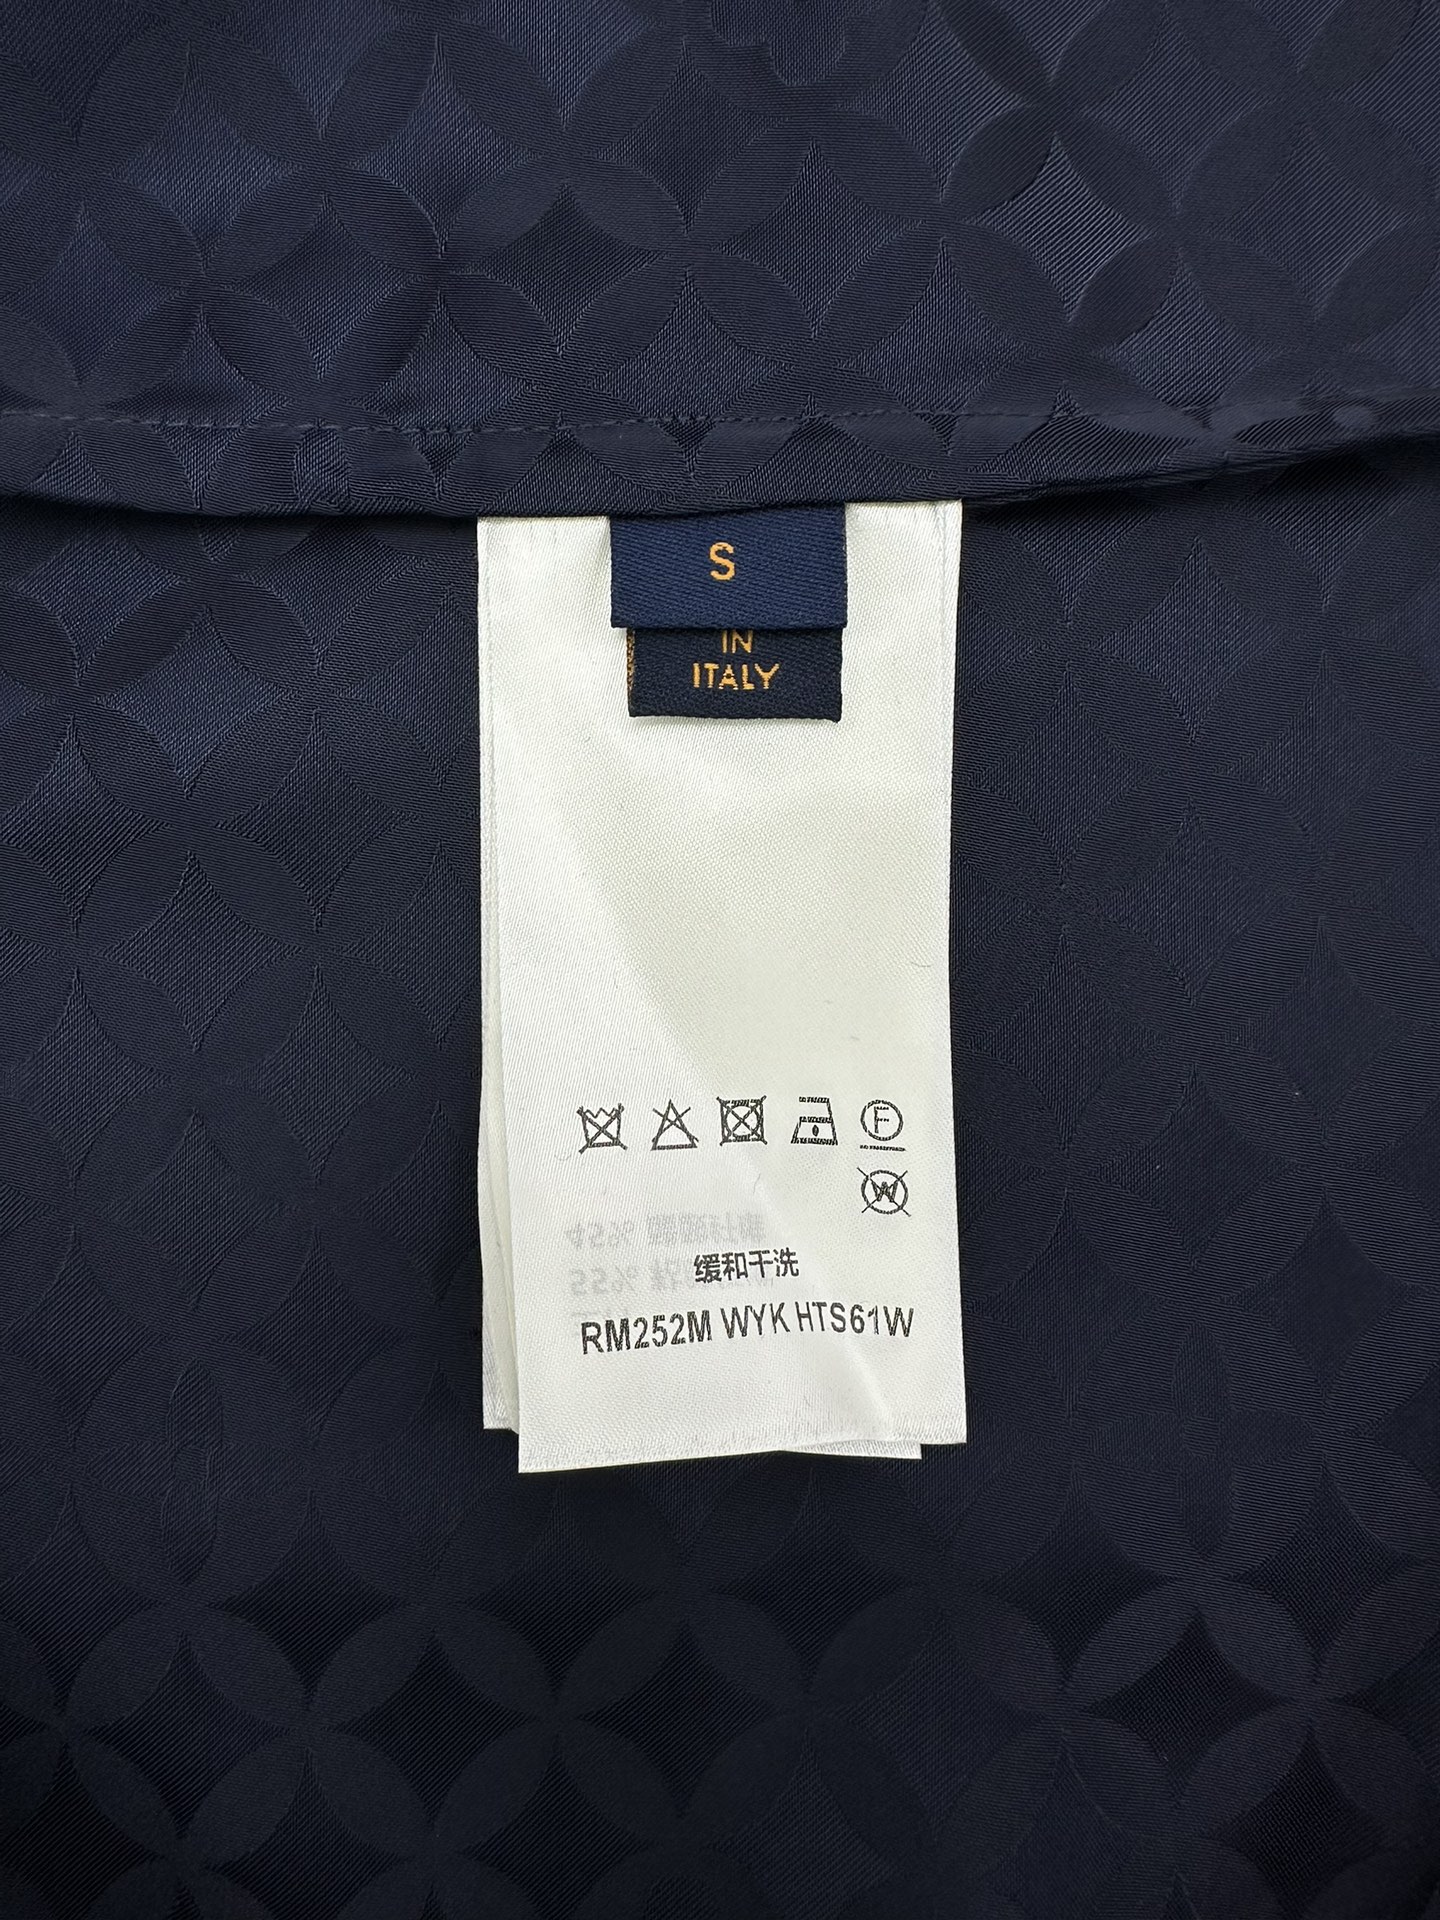 S
IN
ITALY
F
W
缓和干洗
RM252M WYK HTS61W